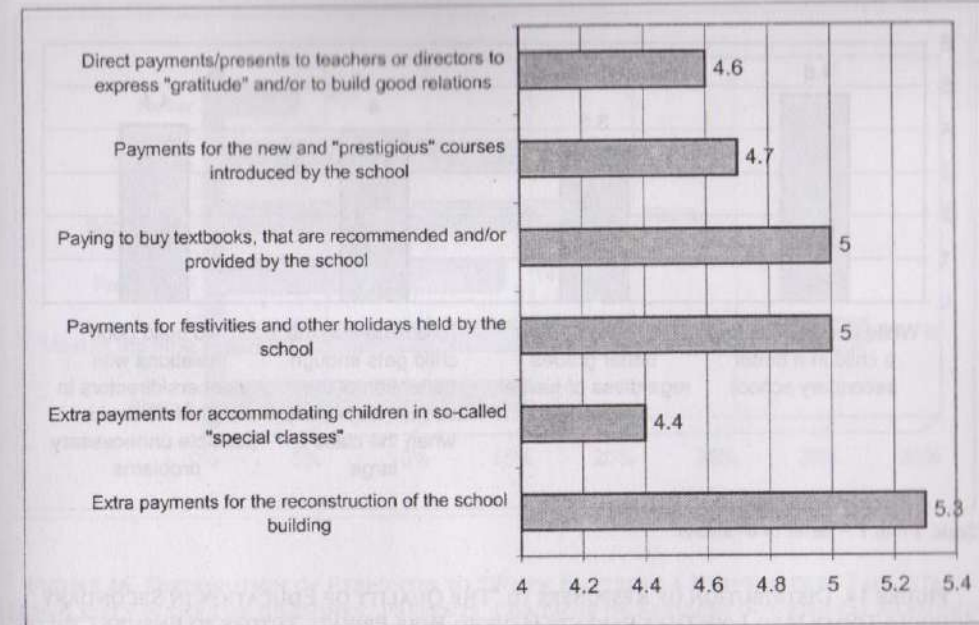 Direct payments/presents to teachers or directors to
express "gratitude" and/or to build good relations
4.6
Payments for the new and "prestigious" courses
introduced by the school
4.7
Paying to buy textbooks, that are recommended and/or
provided by the school
5
Payments for festivities and other holidays held by the
school
5
Extra payments for accommodating children in so-called
"special classes"
4.4
Extra payments for the reconstruction of the school
building
5.3
4 4.2 4.4 4.6 4.8 5 5.2 5.4